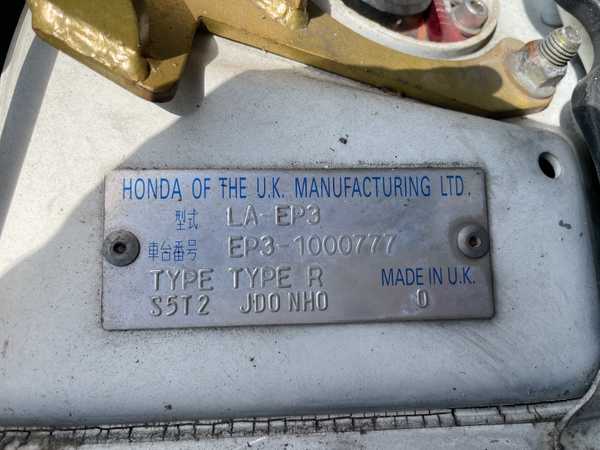 HONDA OF THE U.K. MANUFACTURING LTD.
型式 LA-EP3
車台番号 EP3-1000777
TYPE TYPE R MADE IN U.K.
S5T2 JD0 NH0 0